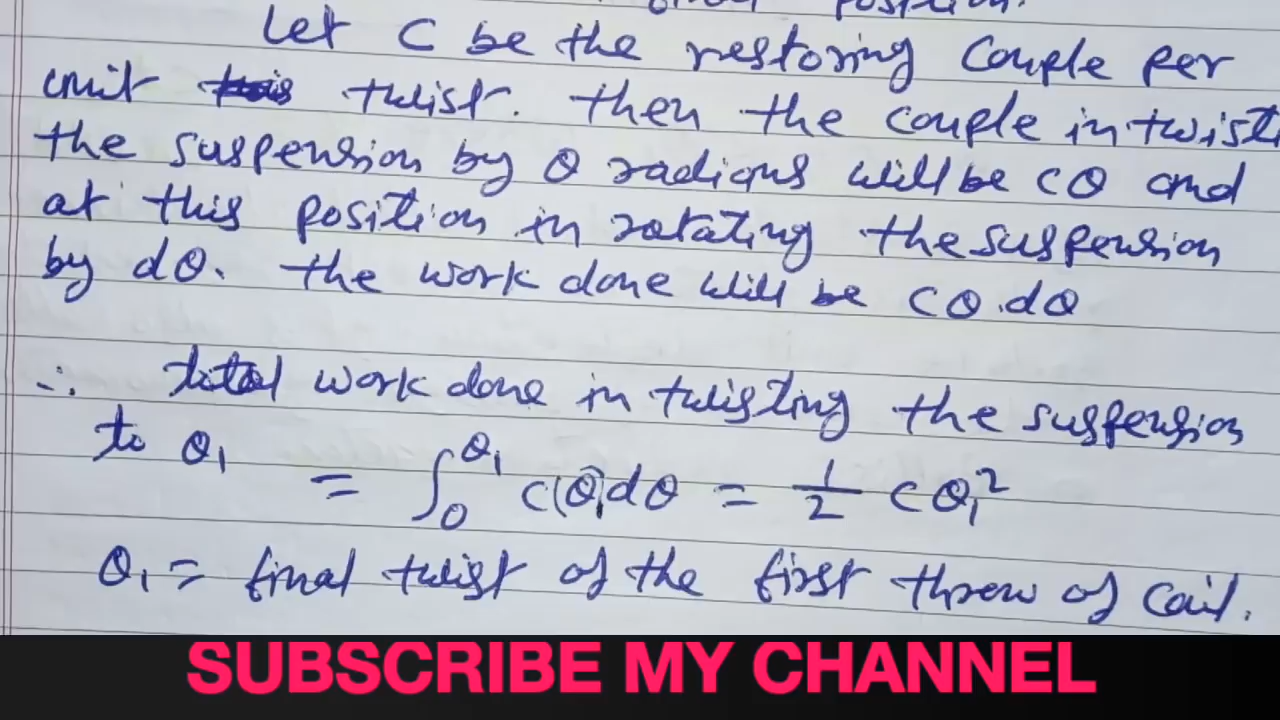 final position.
Let C be the restoring Couple per
unit twist. then the couple in twisti
the suspension by θ radians will be cθ and
at this position in rotating the suspension
by dθ. the work done will be cθ.dθ
∴ total work done in twisting the suspension
to θ₁ = ∫₀^θ₁ c(θ)dθ = 1/2 cθ₁²
θ₁ = final twist of the first throw of coil.
SUBSCRIBE MY CHANNEL